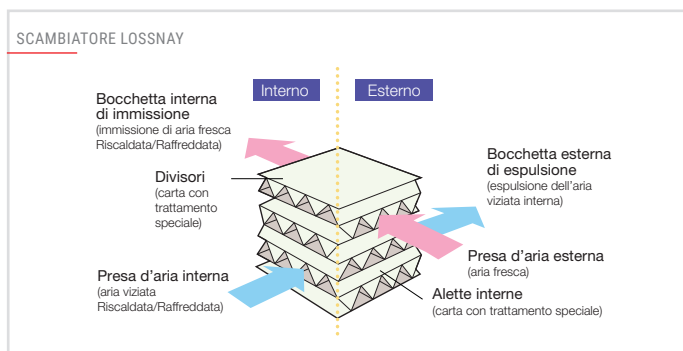 SCAMBIATORE LOSSNAY
Interno
Esterno
Bocchetta interna
di immissione
(immissione di aria fresca
Riscaldata/Raffreddata)
Divisori
(carta con
trattamento
speciale)
Presa d'aria interna
(aria viziata
Riscaldata/Raffreddata)
Bocchetta esterna
di espulsione
(espulsione dell'aria
viziata interna)
Presa d'aria esterna
(aria fresca)
Alette interne
(carta con trattamento speciale)